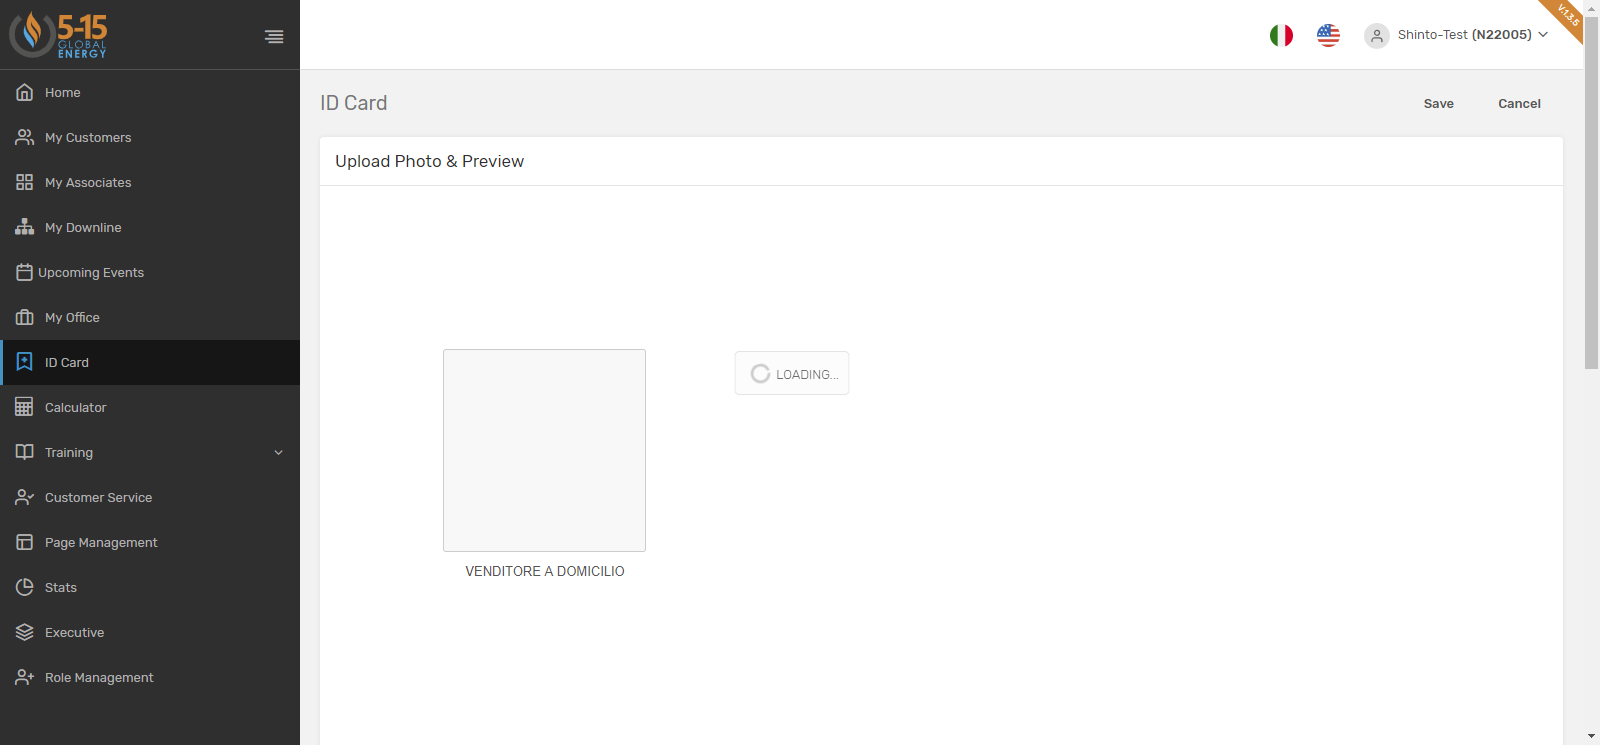 5-15
GLOBAL
ENERGY
Home
My Customers
My Associates
My Downline
Upcoming Events
My Office
ID Card
Calculator
Training
Customer Service
Page Management
Stats
Executive
Role Management
Shinto-Test (N22005)
V.1.3.5
ID Card
Save
Cancel
Upload Photo & Preview
LOADING...
VENDITORE A DOMICILIO